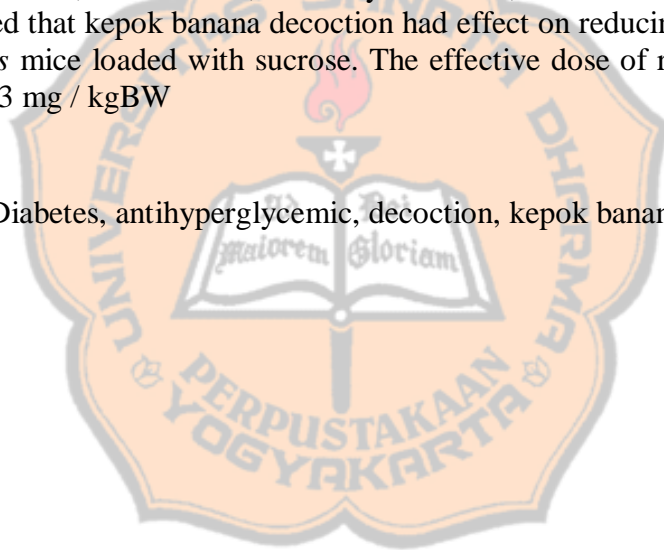 ed that kepok banana decoction had effect on reducin
s mice loaded with sucrose. The effective dose of r
3 mg / kgBW
Diabetes, antihyperglycemic, decoction, kepok banan
UNIVERSITAS SANATA DHARMA
Ad Dei
Maiorem Gloriam
PERPUSTAKAAN
YOGYAKARTA